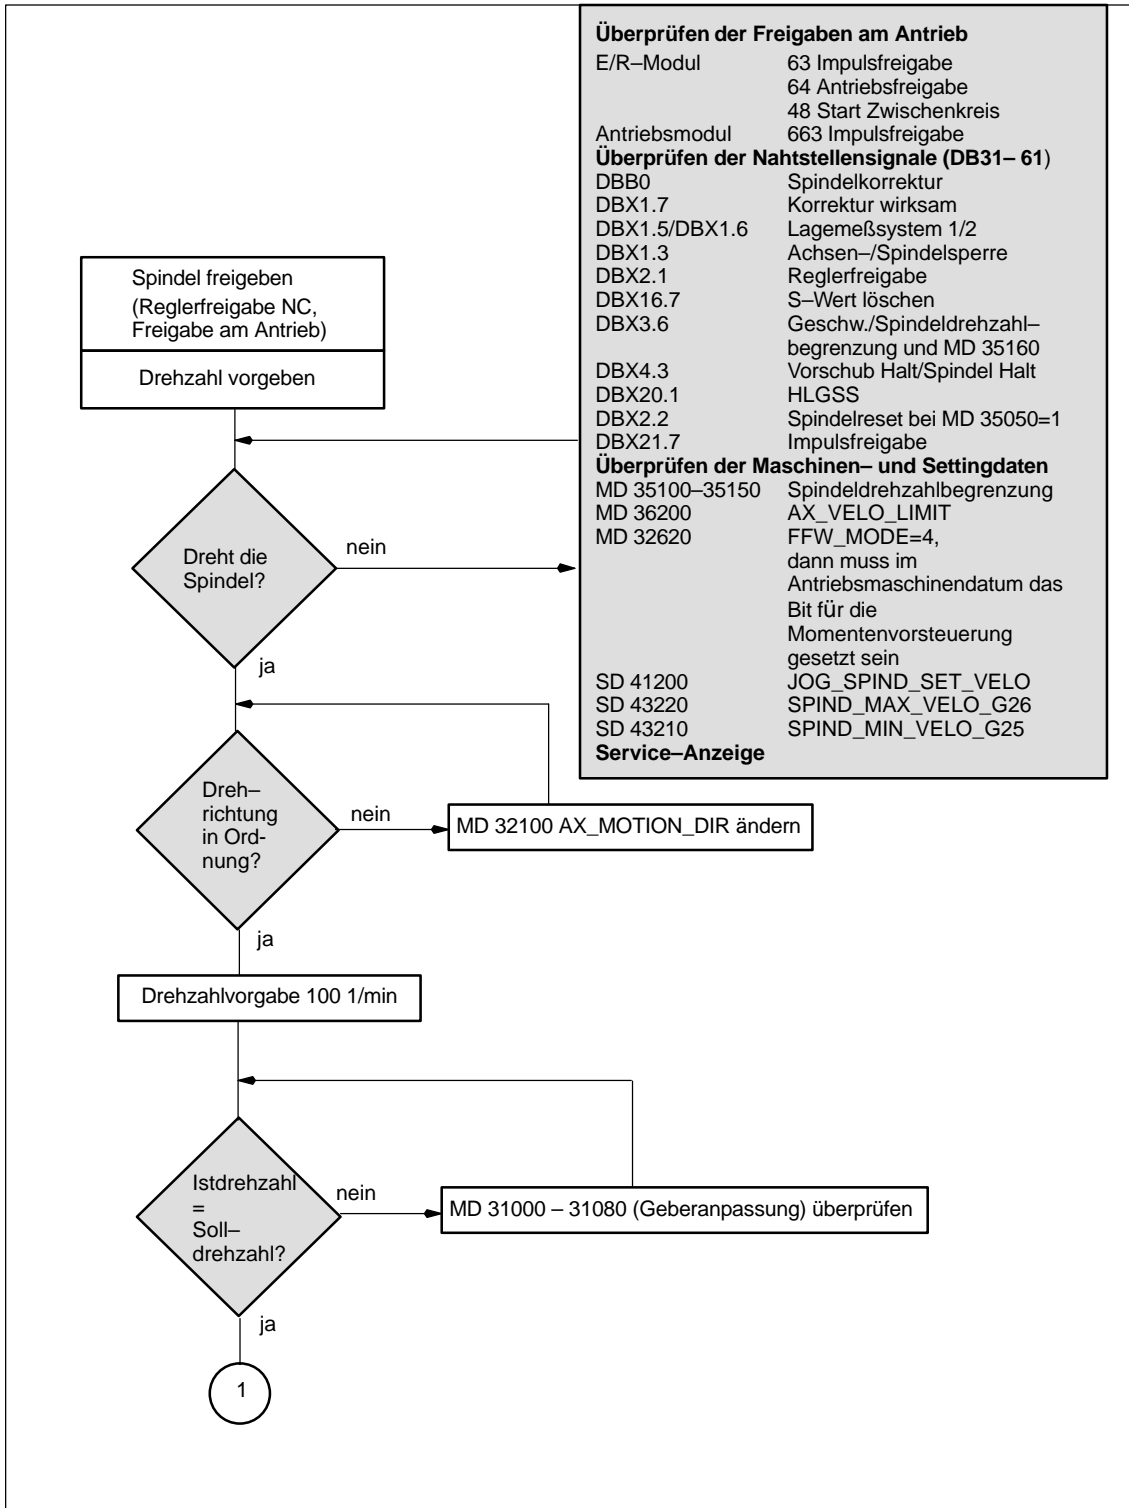 Überprüfen der Freigaben am Antrieb
E/R–Modul 63 Impulsfreigabe
64 Antriebsfreigabe
48 Start Zwischenkreis
Antriebsmodul 663 Impulsfreigabe
Überprüfen der Nahtstellensignale (DB31– 61)
DBB0 Spindelkorrektur
DBX1.7 Korrektur wirksam
DBX1.5/DBX1.6 Lagemeßsystem 1/2
DBX1.3 Achsen–/Spindelsperre
DBX2.1 Reglerfreigabe
DBX16.7 S–Wert löschen
DBX3.6 Geschw./Spindeldrehzahl–
begrenzung und MD 35160
DBX4.3 Vorschub Halt/Spindel Halt
DBX20.1 HLGSS
DBX2.2 Spindelreset bei MD 35050=1
DBX21.7 Impulsfreigabe
Überprüfen der Maschinen– und Settingdaten
MD 35100–35150 Spindeldrehzahlbegrenzung
MD 36200 AX_VELO_LIMIT
MD 32620 FFW_MODE=4,
dann muss im
Antriebsmaschinendatum das
Bit für die
Momentenvorsteuerung
gesetzt sein
SD 41200 JOG_SPIND_SET_VELO
SD 43220 SPIND_MAX_VELO_G26
SD 43210 SPIND_MIN_VELO_G25
Service–Anzeige
Spindel freigeben
(Reglerfreigabe NC,
Freigabe am Antrieb)
Drehzahl vorgeben
Dreht die
Spindel?
nein
ja
Dreh–
richtung
in Ord-
nung?
nein
MD 32100 AX_MOTION_DIR ändern
ja
Drehzahlvorgabe 100 1/min
Istdrehzahl
=
Soll–
drehzahl?
nein
MD 31000 – 31080 (Geberanpassung) überprüfen
ja
1